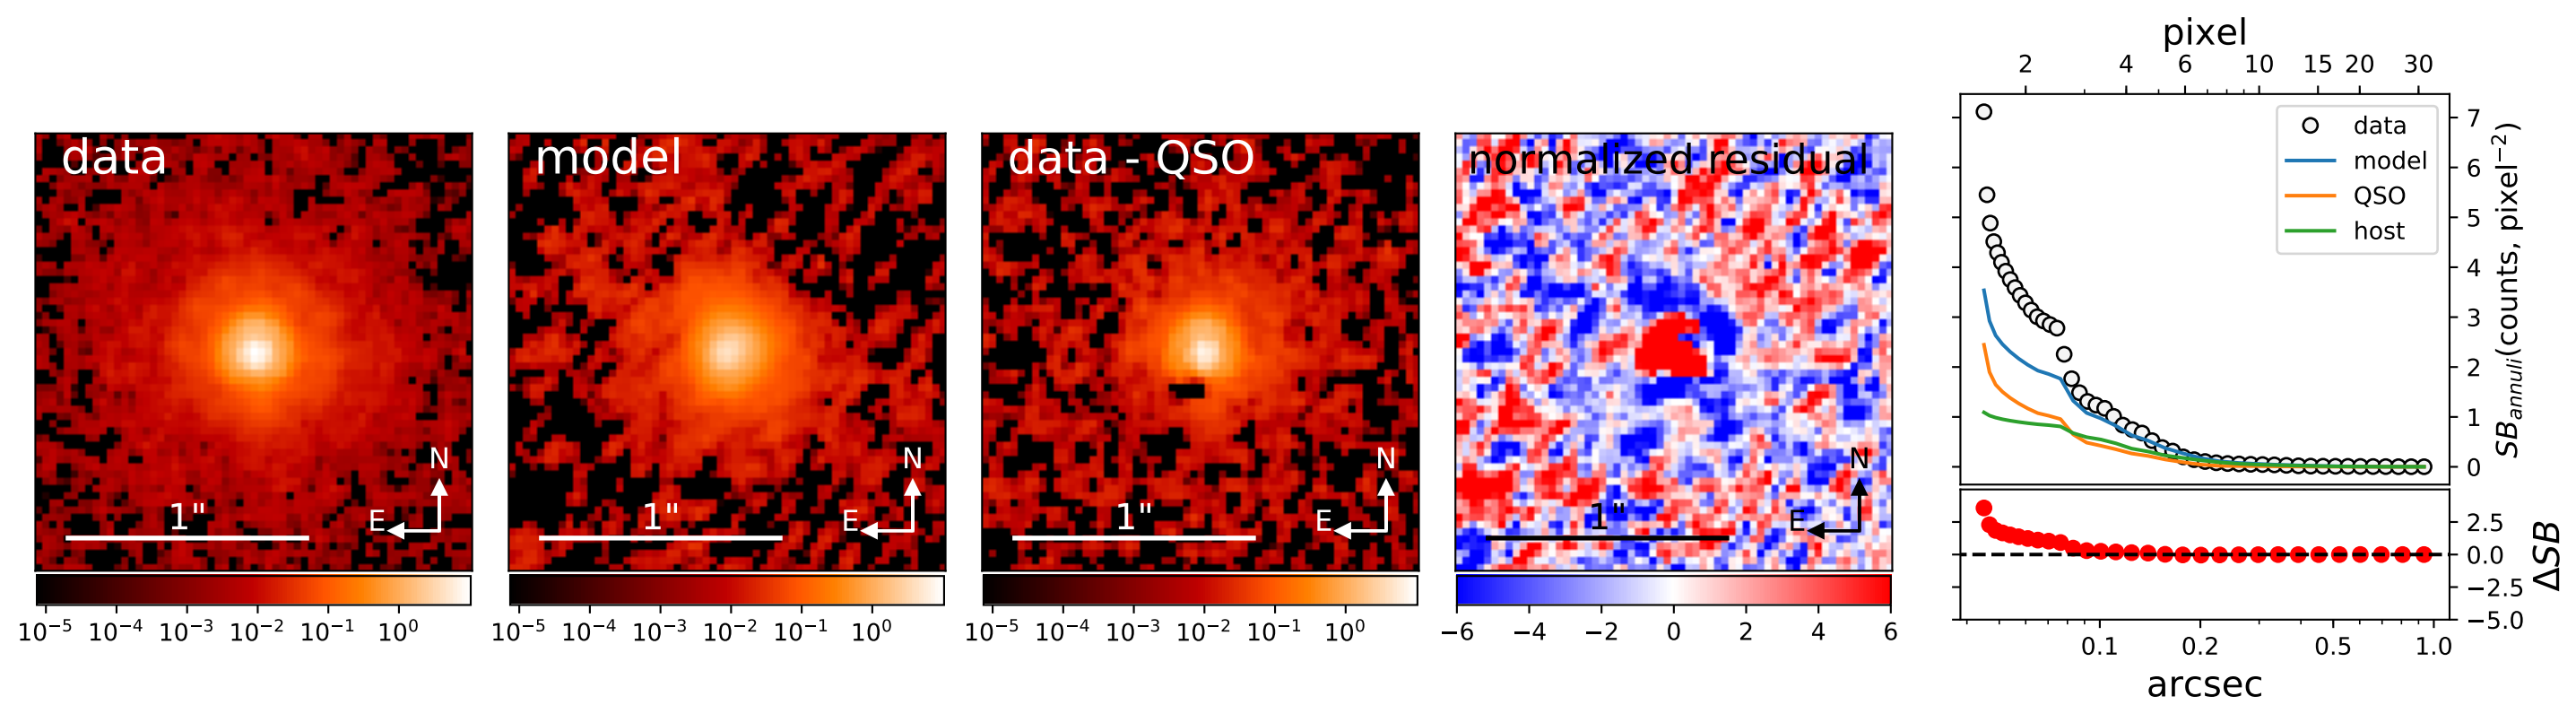 data
1"
N
E
10⁻⁵ 10⁻⁴ 10⁻³ 10⁻² 10⁻¹ 10⁰
model
1"
N
E
10⁻⁵ 10⁻⁴ 10⁻³ 10⁻² 10⁻¹ 10⁰
data - QSO
1"
N
E
10⁻⁵ 10⁻⁴ 10⁻³ 10⁻² 10⁻¹ 10⁰
normalized residual
1"
N
E
−6 −4 −2 0 2 4 6
pixel
2 4 6 10 15 20 30
data
model
QSO
host
7
6
5
4
3
2
1
0
SB_annuli(counts, pixel⁻²)
2.5
0.0
−2.5
−5.0
ΔSB
0.1 0.2 0.5 1.0
arcsec